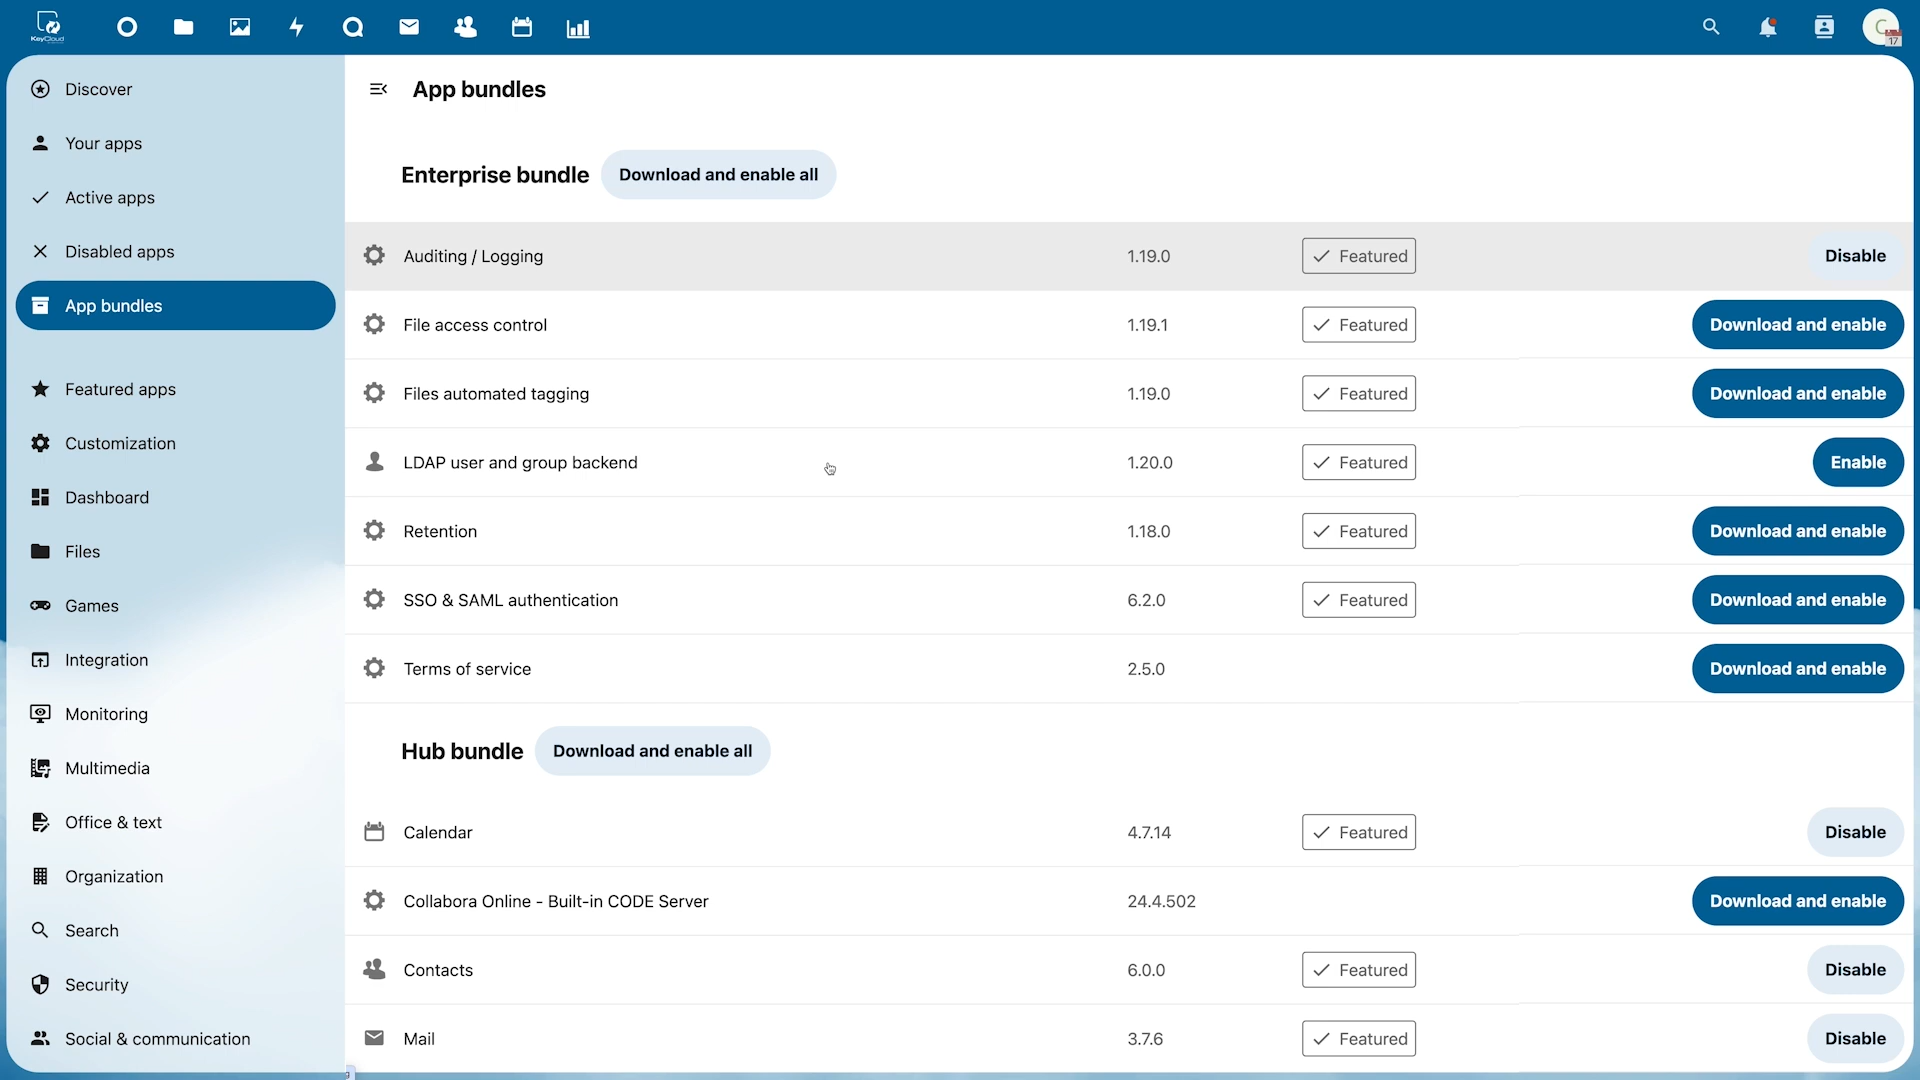 KeyCloud
C
17
Discover
Your apps
Active apps
Disabled apps
App bundles
Featured apps
Customization
Dashboard
Files
Games
Integration
Monitoring
Multimedia
Office & text
Organization
Search
Security
Social & communication
App bundles
Enterprise bundle Download and enable all
Auditing / Logging 1.19.0 Featured Disable
File access control 1.19.1 Featured Download and enable
Files automated tagging 1.19.0 Featured Download and enable
LDAP user and group backend 1.20.0 Featured Enable
Retention 1.18.0 Featured Download and enable
SSO & SAML authentication 6.2.0 Featured Download and enable
Terms of service 2.5.0 Download and enable
Hub bundle Download and enable all
Calendar 4.7.14 Featured Disable
Collabora Online - Built-in CODE Server 24.4.502 Download and enable
Contacts 6.0.0 Featured Disable
Mail 3.7.6 Featured Disable